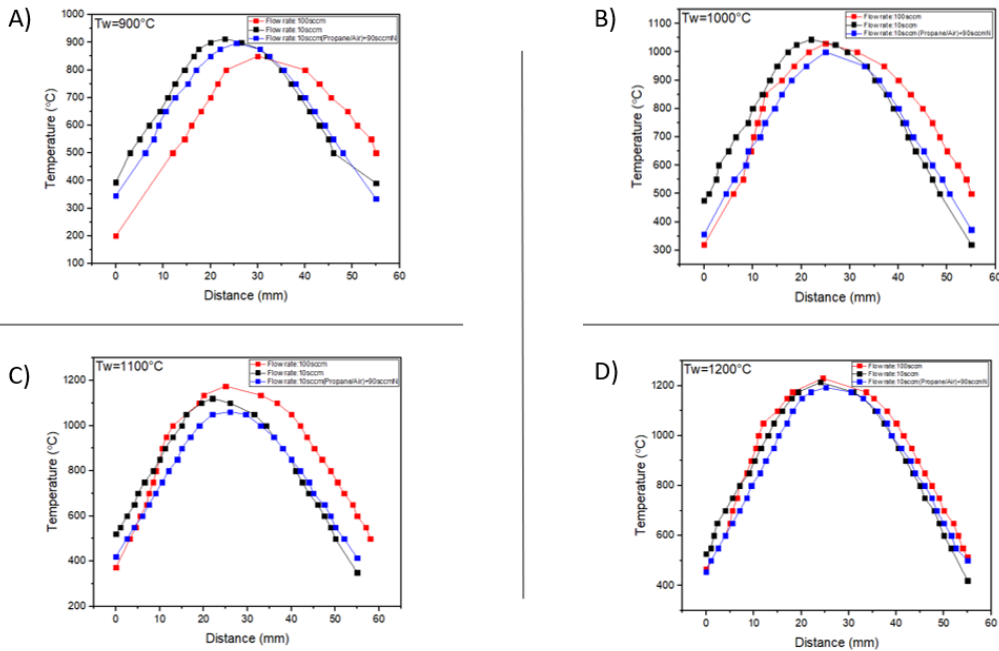 A)
Tw=900°C
Flow rate:100sccm
Flow rate:10sccm
Flow rate:10sccm(Propane/Air)+90sccmN
1000
900
800
700
600
500
400
300
200
100
Temperature (°C)
0 10 20 30 40 50 60
Distance (mm)
B)
Tw=1000°C
Flow rate:100sccm
Flow rate:10sccm
Flow rate:10sccm(Propane/Air)+90sccmN
1100
1000
900
800
700
600
500
400
300
Temperature (°C)
0 10 20 30 40 50 60
Distance (mm)
C)
Tw=1100°C
Flow rate:100sccm
Flow rate:10sccm
Flow rate:10sccm(Propane/Air)+90sccmN
1200
1000
800
600
400
200
Temperature (°C)
0 10 20 30 40 50 60
Distance (mm)
D)
Tw=1200°C
Flow rate:100sccm
Flow rate:10sccm
Flow rate:10sccm(Propane/Air)+90sccmN
1200
1000
800
600
400
Temperature (°C)
0 10 20 30 40 50 60
Distance (mm)